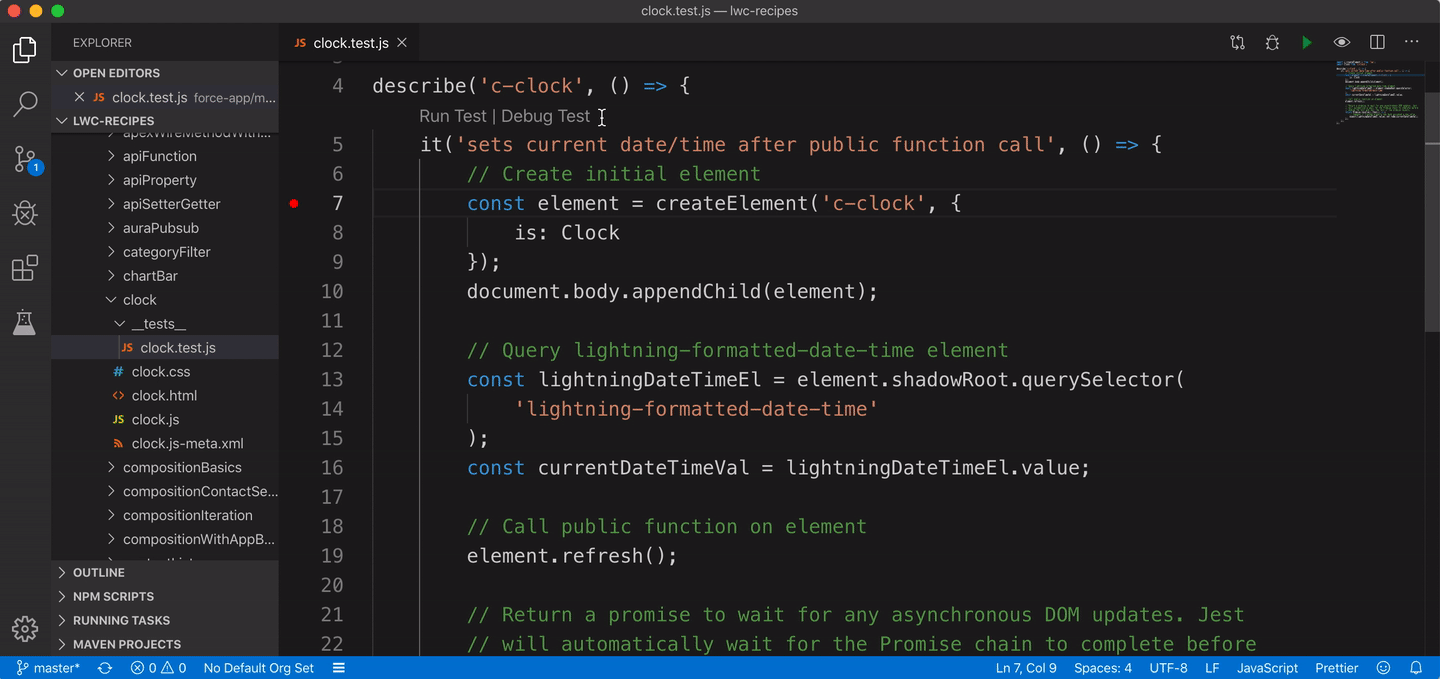 clock.test.js — lwc-recipes
EXPLORER
OPEN EDITORS
JS clock.test.js force-app/m...
LWC-RECIPES
apexWireMethodWith...
apiFunction
apiProperty
apiSetterGetter
auraPubsub
categoryFilter
chartBar
clock
__tests__
JS clock.test.js
# clock.css
<> clock.html
JS clock.js
clock.js-meta.xml
compositionBasics
compositionContactSe...
compositionIteration
compositionWithAppB...
OUTLINE
NPM SCRIPTS
RUNNING TASKS
MAVEN PROJECTS
1
JS clock.test.js
4 describe('c-clock', () => {
Run Test | Debug Test
5 it('sets current date/time after public function call', () => {
6 // Create initial element
7 const element = createElement('c-clock', {
8 is: Clock
9 });
10 document.body.appendChild(element);
11
12 // Query lightning-formatted-date-time element
13 const lightningDateTimeEl = element.shadowRoot.querySelector(
14 'lightning-formatted-date-time'
15 );
16 const currentDateTimeVal = lightningDateTimeEl.value;
17
18 // Call public function on element
19 element.refresh();
20
21 // Return a promise to wait for any asynchronous DOM updates. Jest
22 // will automatically wait for the Promise chain to complete before
master* 0 0 No Default Org Set Ln 7, Col 9 Spaces: 4 UTF-8 LF JavaScript Prettier